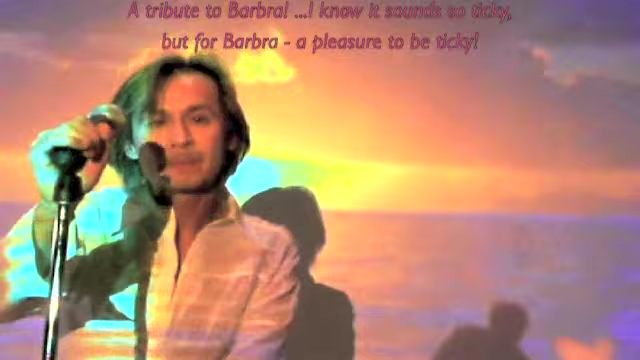 A tribute to Barbra! ...I know it sounds so ticky,
but for Barbra - a pleasure to be ticky!